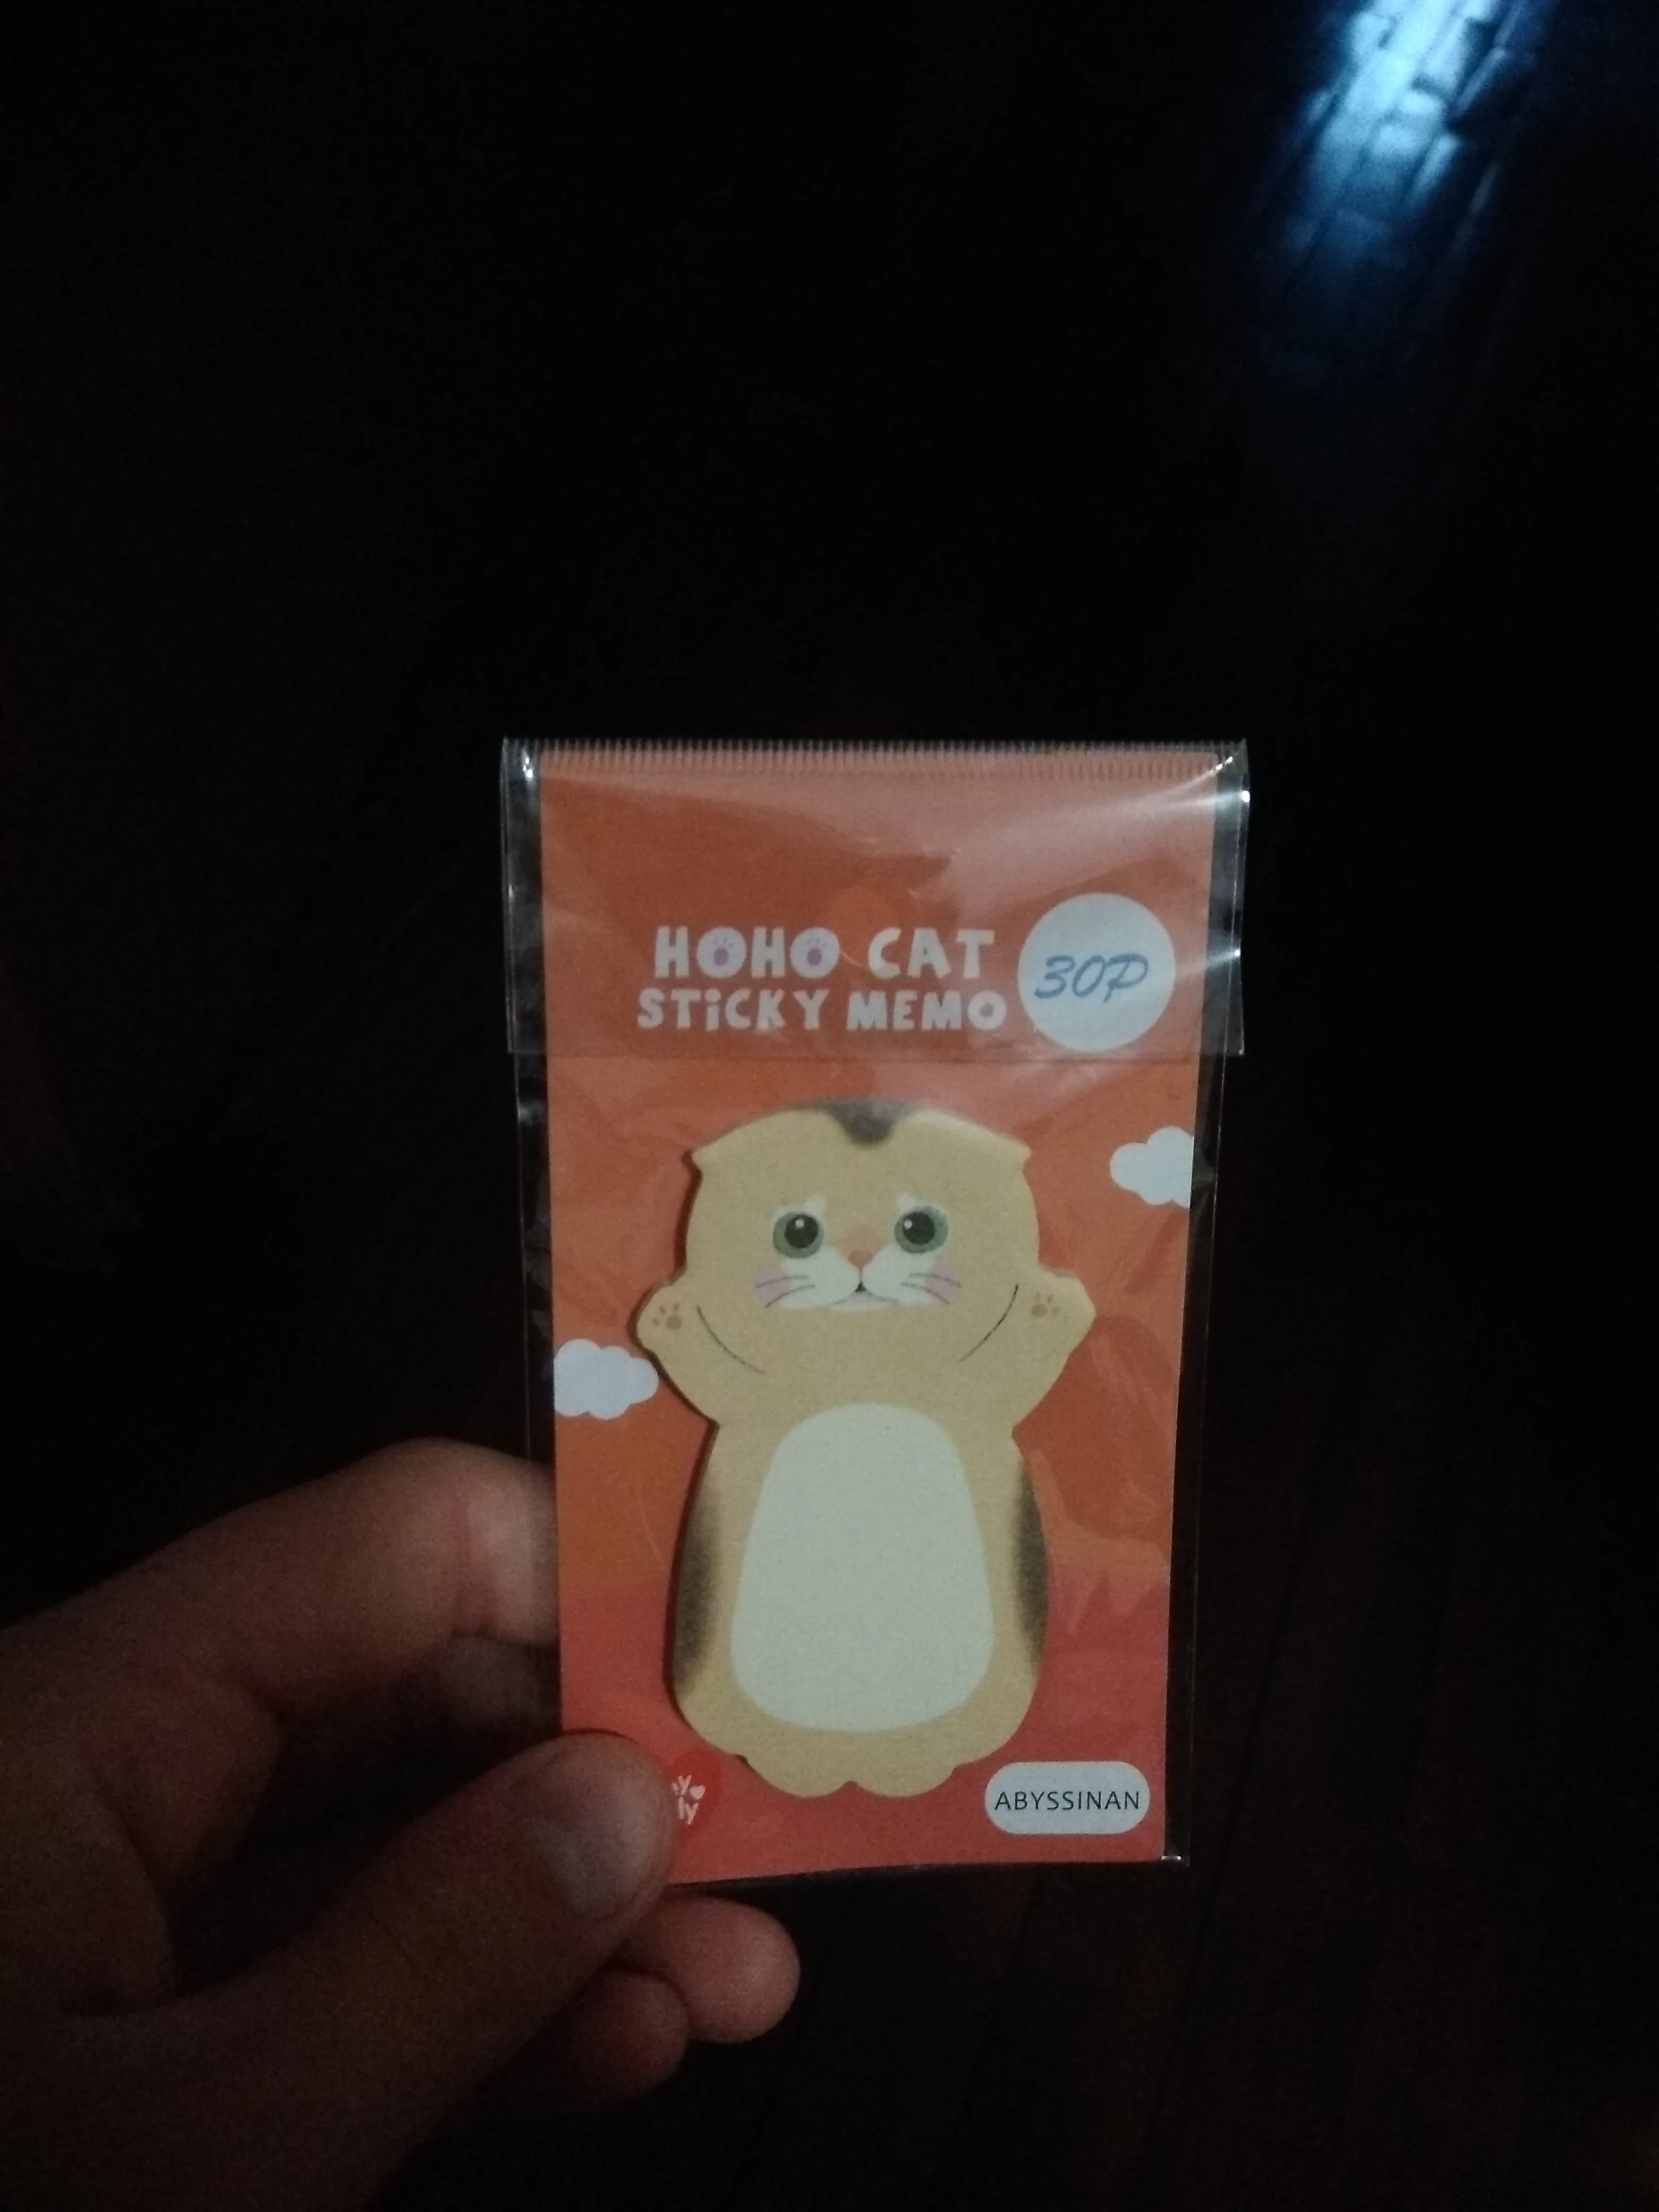 HOHO CAT
STiCKY MEMO
30P
ABYSSINAN